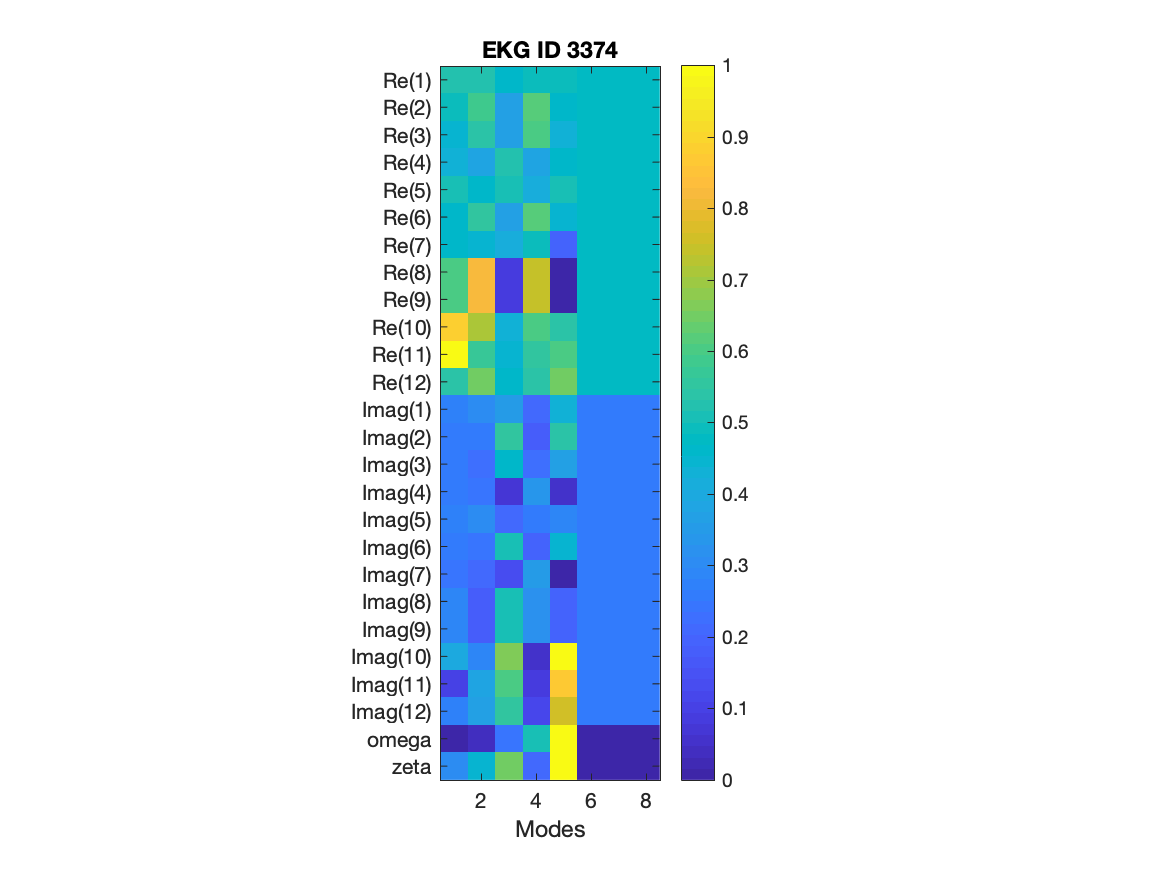 EKG ID 3374
Re(1)
Re(2)
Re(3)
Re(4)
Re(5)
Re(6)
Re(7)
Re(8)
Re(9)
Re(10)
Re(11)
Re(12)
Imag(1)
Imag(2)
Imag(3)
Imag(4)
Imag(5)
Imag(6)
Imag(7)
Imag(8)
Imag(9)
Imag(10)
Imag(11)
Imag(12)
omega
zeta
2 4 6 8
Modes
1
0.9
0.8
0.7
0.6
0.5
0.4
0.3
0.2
0.1
0